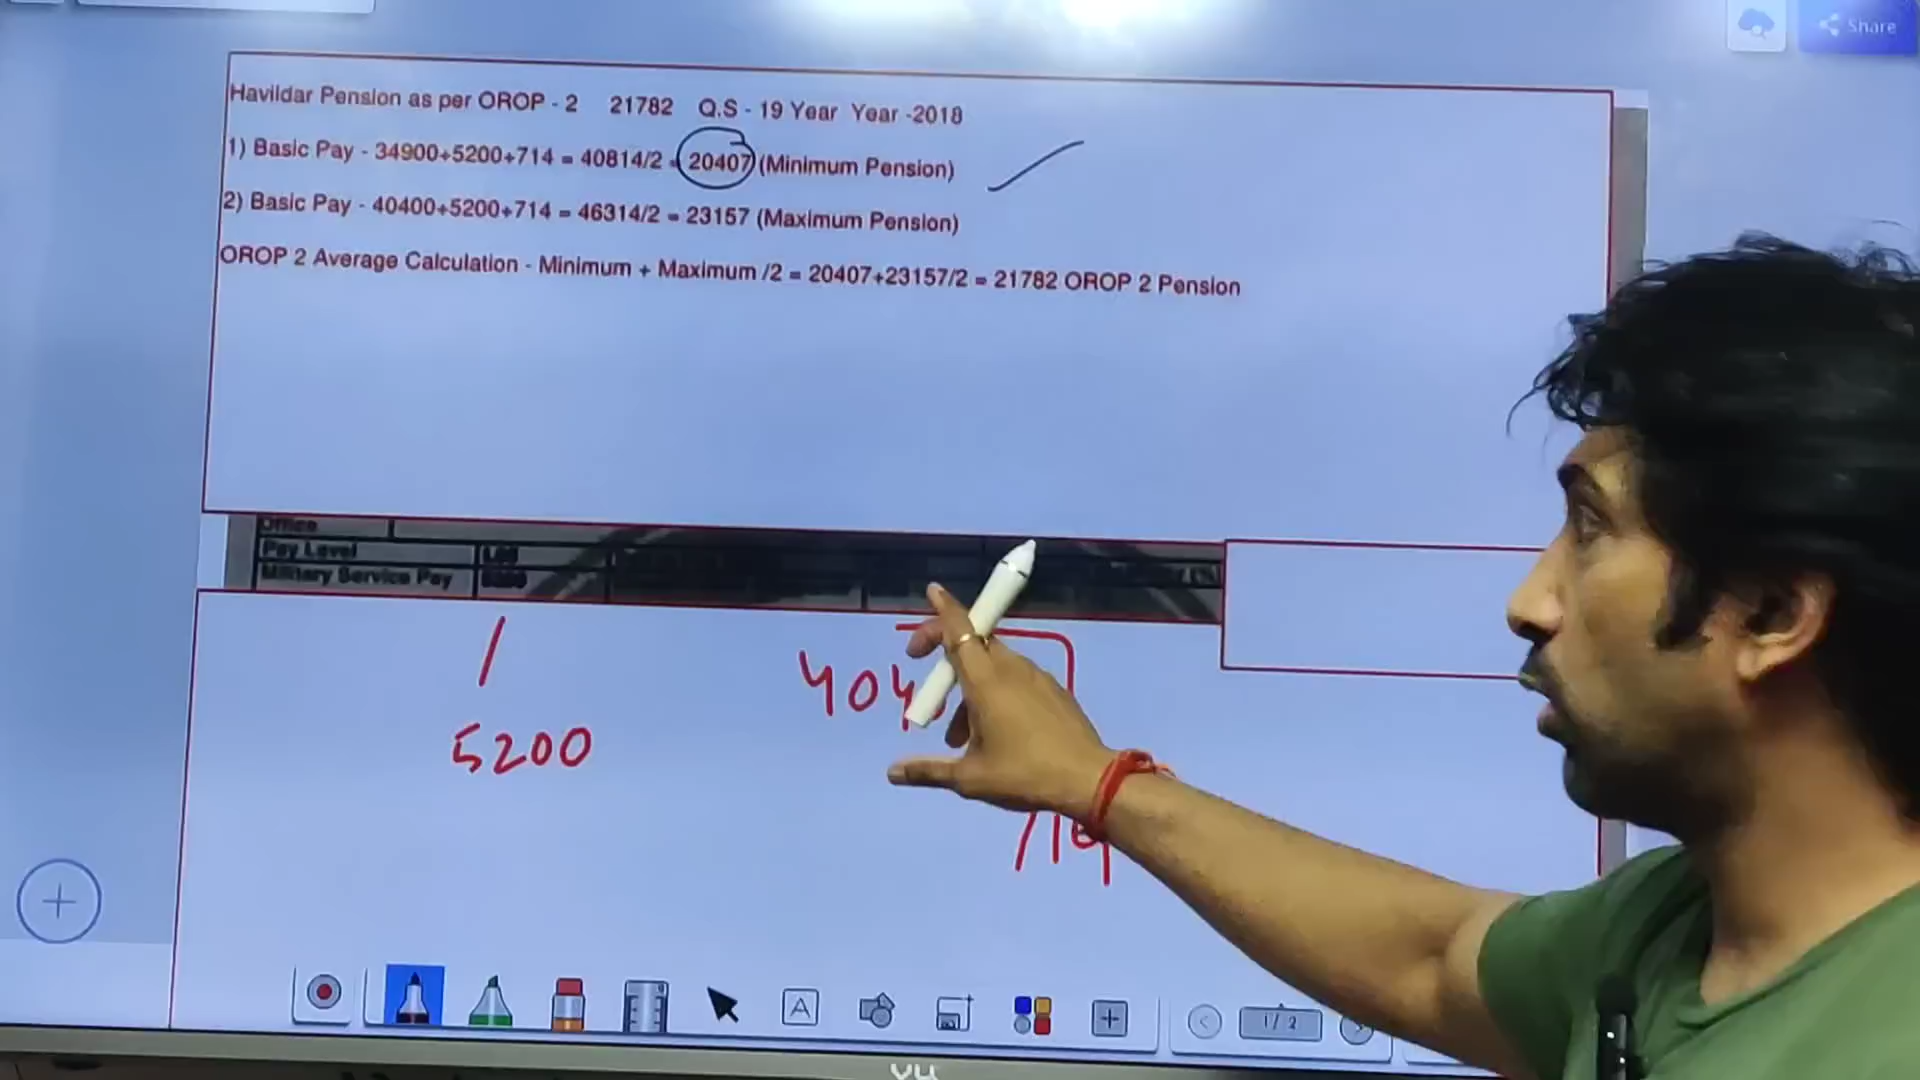 Share
Havildar Pension as per OROP - 2 21782 Q.S - 19 Year Year -2018
1) Basic Pay - 34900+5200+714 = 40814/2 = 20407 (Minimum Pension)
2) Basic Pay - 40400+5200+714 = 46314/2 = 23157 (Maximum Pension)
OROP 2 Average Calculation - Minimum + Maximum /2 = 20407+23157/2 = 21782 OROP 2 Pension
Office
Pay Level
Military Service Pay
404
5200
A
1 / 2
vu